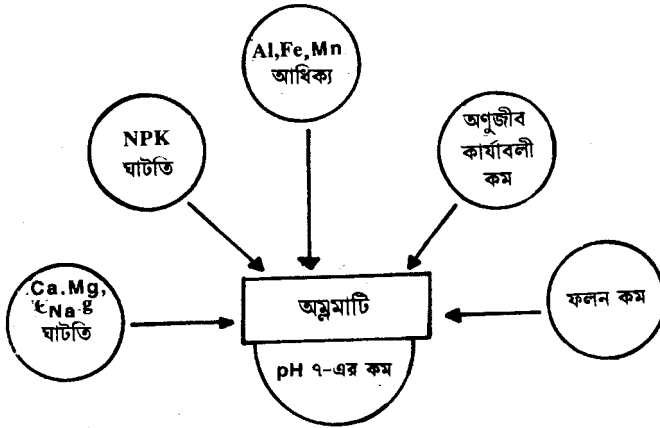 Al,Fe,Mn
আধিক্য
NPK
ঘাটতি
অণুজীব
কার্যাবলী
কম
Ca.Mg,
Na
ঘাটতি
অম্লমাটি
ফলন কম
pH ৭-এর কম